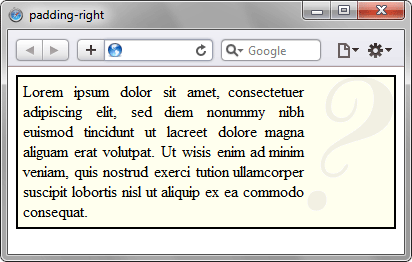 padding-right
Google
Lorem ipsum dolor sit amet, consectetuer
adipiscing elit, sed diem nonummy nibh
euismod tincidunt ut lacreet dolore magna
aliguam erat volutpat. Ut wisis enim ad minim
veniam, quis nostrud exerci tution ullamcorper
suscipit lobortis nisl ut aliquip ex ea commodo
consequat.
?